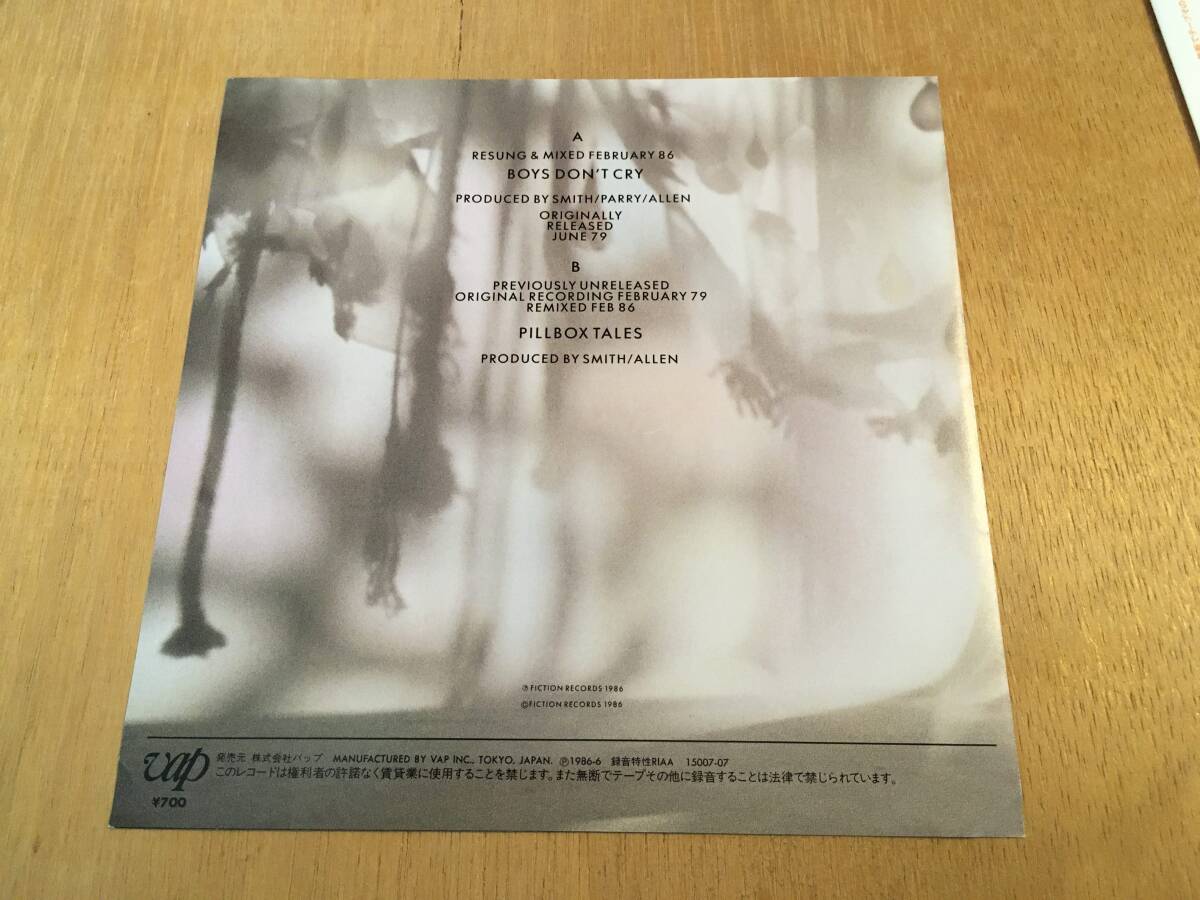 A
RESUNG & MIXED FEBRUARY 86
BOYS DON'T CRY
PRODUCED BY SMITH/PARRY/ALLEN
ORIGINALLY
RELEASED
JUNE 79
B
PREVIOUSLY UNRELEASED
ORIGINAL RECORDING FEBRUARY 79
REMIXED FEB 86
PILLBOX TALES
PRODUCED BY SMITH/ALLEN
℗ FICTION RECORDS 1986
© FICTION RECORDS 1986
vap 発売元 株式会社バップ MANUFACTURED BY VAP INC., TOKYO, JAPAN. ℗1986-6 録音特性RIAA 15007-07
このレコードは権利者の許諾なく賃貸業に使用することを禁じます。また無断でテープその他に録音することは法律で禁じられています。
¥700